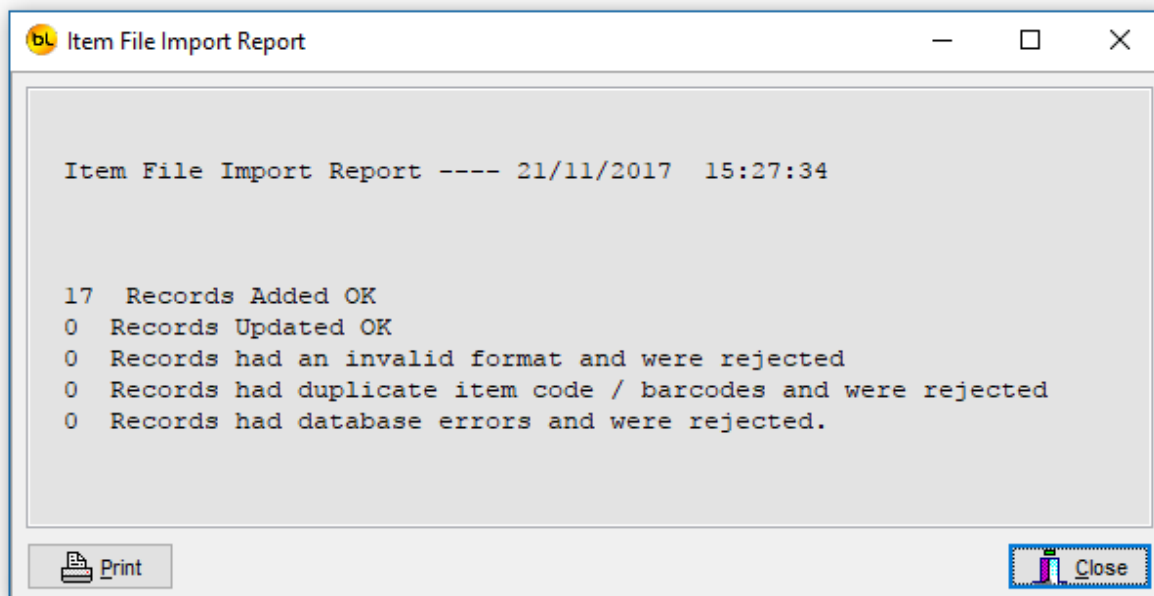 bL Item File Import Report
Item File Import Report ---- 21/11/2017  15:27:34
17  Records Added OK
0  Records Updated OK
0  Records had an invalid format and were rejected
0  Records had duplicate item code / barcodes and were rejected
0  Records had database errors and were rejected.
Print
Close